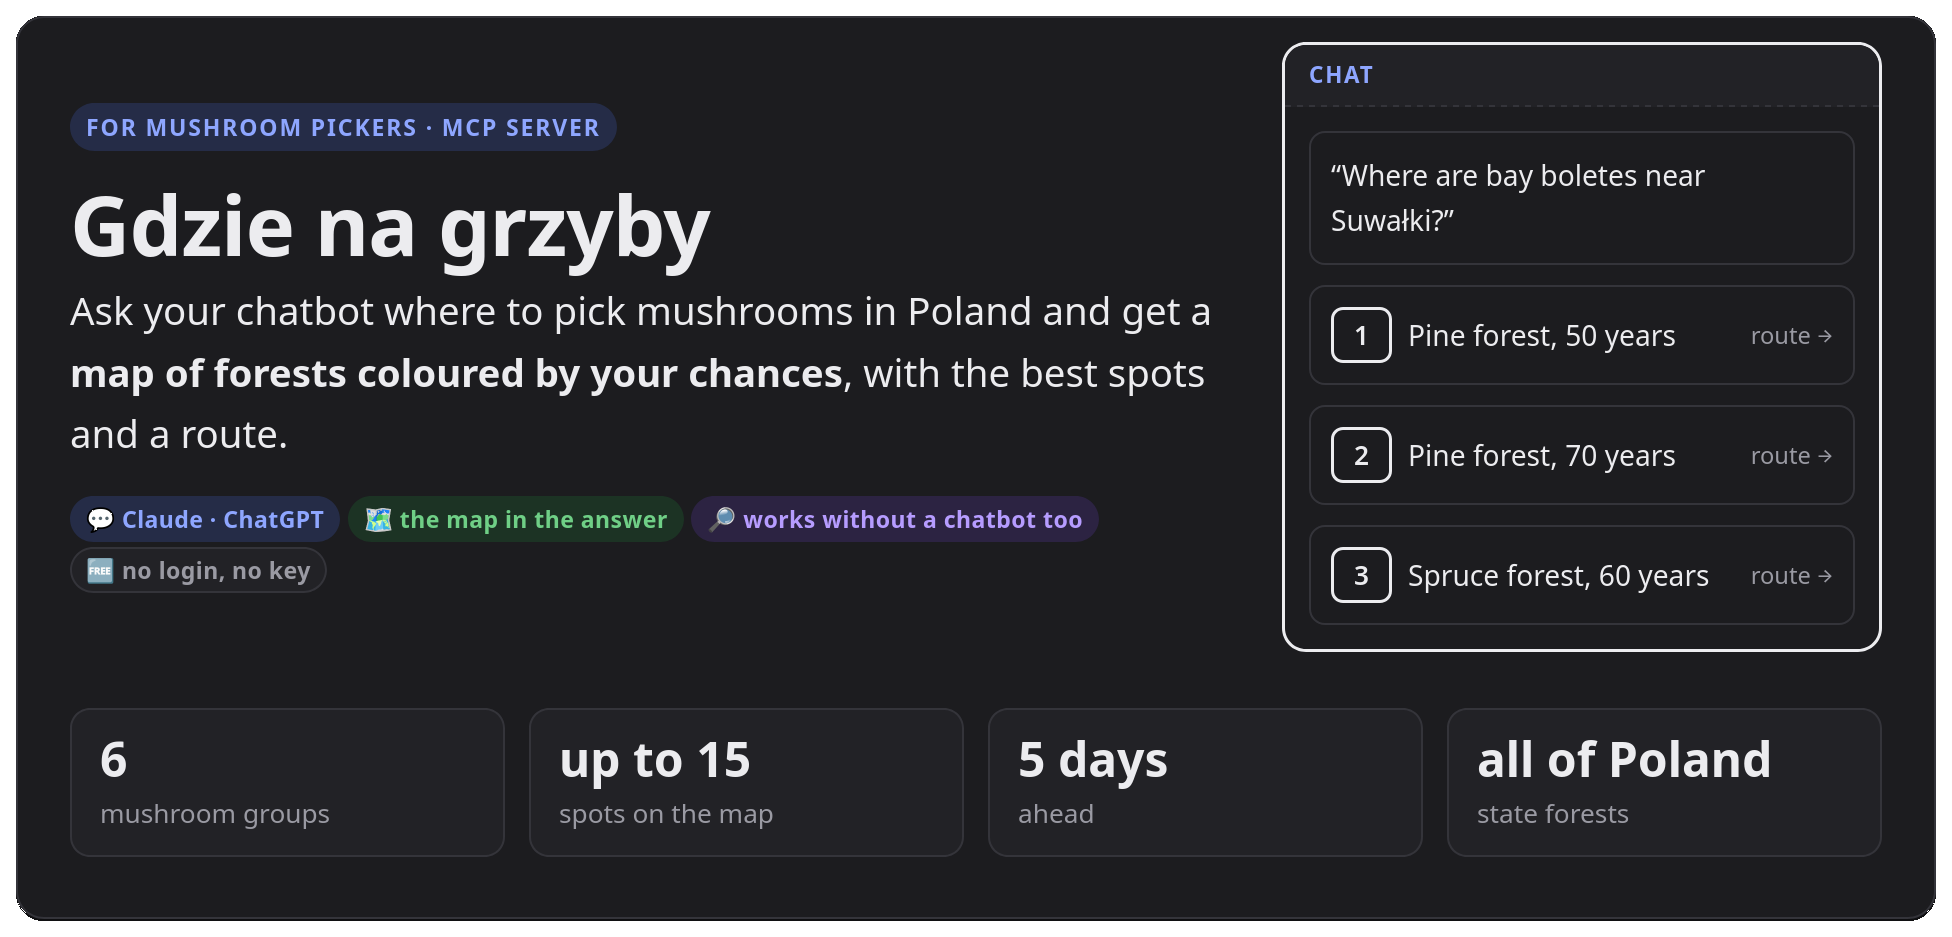 FOR MUSHROOM PICKERS · MCP SERVER
Gdzie na grzyby
Ask your chatbot where to pick mushrooms in Poland and get a
map of forests coloured by your chances, with the best spots
and a route.
💬 Claude · ChatGPT
🗺️ the map in the answer
🔎 works without a chatbot too
🆓 no login, no key
CHAT
“Where are bay boletes near
Suwałki?”
1 Pine forest, 50 years route →
2 Pine forest, 70 years route →
3 Spruce forest, 60 years route →
6
mushroom groups
up to 15
spots on the map
5 days
ahead
all of Poland
state forests